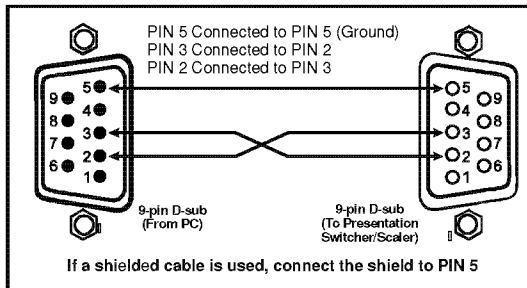 PIN 5 Connected to PIN 5 (Ground)
PIN 3 Connected to PIN 2
PIN 2 Connected to PIN 3
5
9
4
8
3
7
2
6
1
5
9
4
8
3
7
2
6
1
9-pin D-sub
(From PC)
9-pin D-sub
(To Presentation
Switcher/Scaler)
If a shielded cable is used, connect the shield to PIN 5